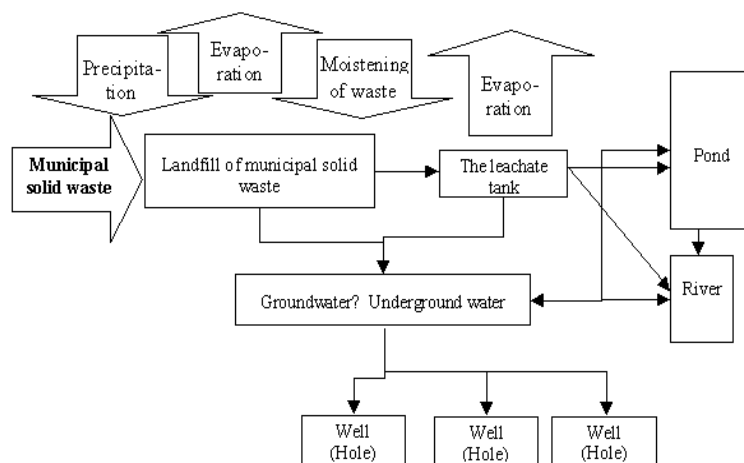 Precipita-
tion
Evapo-
ration
Moistening
of waste
Evapo-
ration
Municipal
solid waste
Landfill of municipal solid
waste
The leachate
tank
Pond
Groundwater? Underground water
River
Well
(Hole)
Well
(Hole)
Well
(Hole)